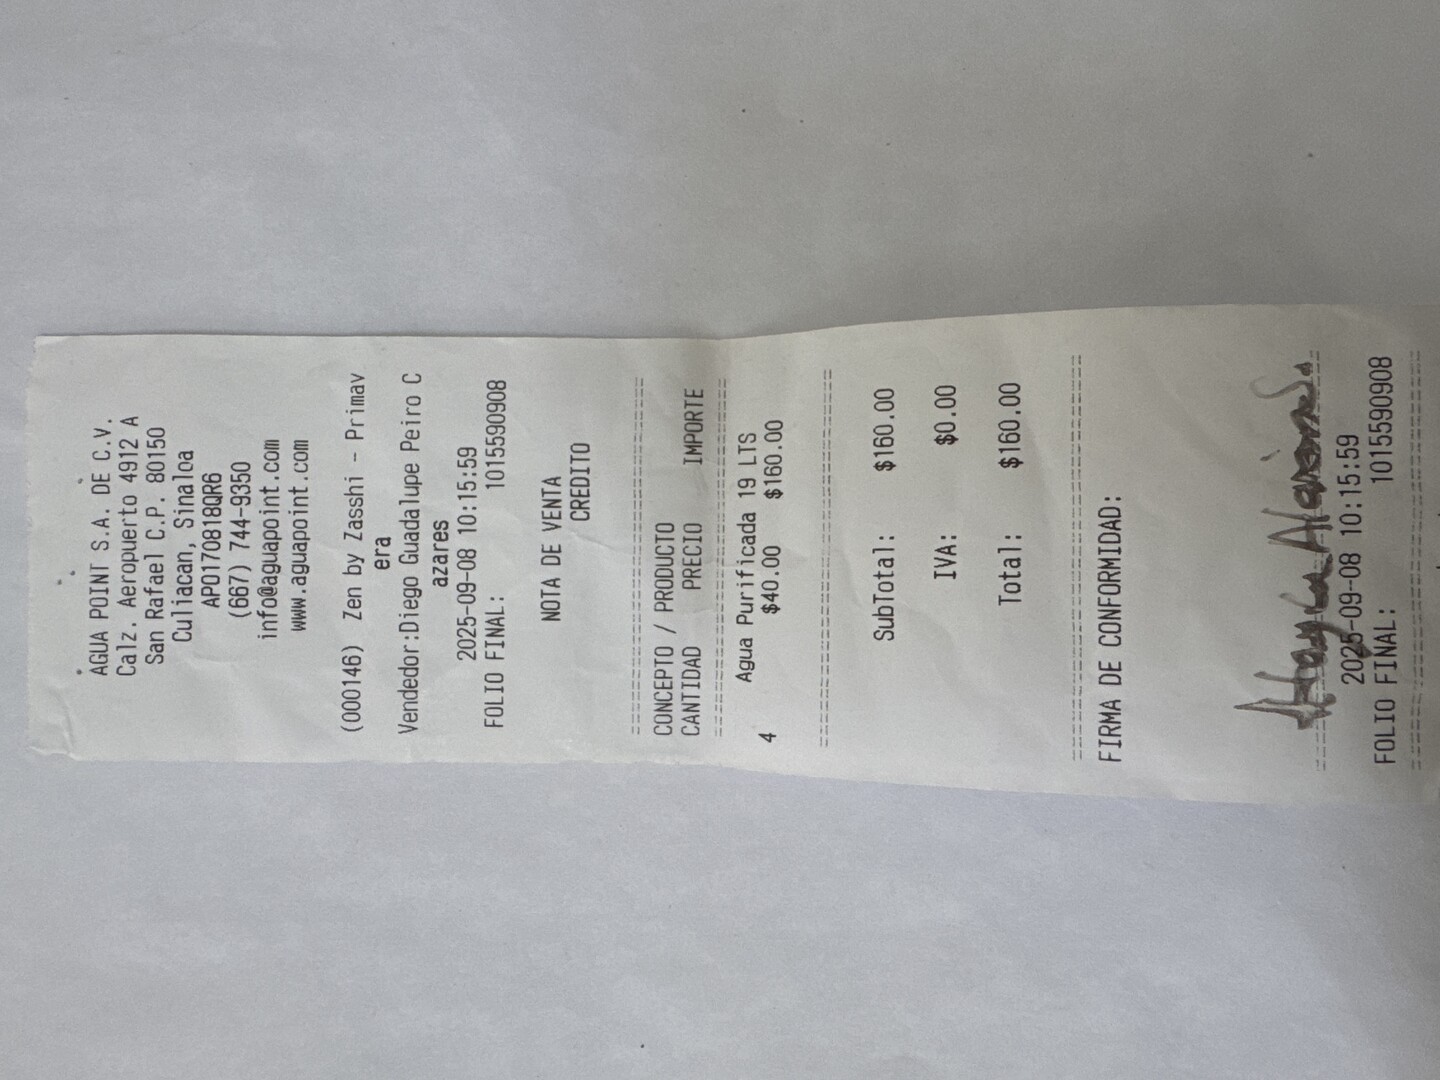 AGUA POINT S.A. DE C.V.
Calz. Aeropuerto 4912 A
San Rafael C.P. 80150
Culiacan, Sinaloa
APO170818QR6
(667) 744-9350
info@aguapoint.com
www.aguapoint.com
(000146) Zen by Zasshi - Primav
era
Vendedor:Diego Guadalupe Peiro C
azares
2025-09-08 10:15:59
FOLIO FINAL: 1015590908
NOTA DE VENTA
CREDITO
================================
CONCEPTO / PRODUCTO
CANTIDAD PRECIO IMPORTE
================================
Agua Purificada 19 LTS
4 $40.00 $160.00
================================
SubTotal: $160.00
IVA: $0.00
Total: $160.00
================================
FIRMA DE CONFORMIDAD:
================================
2025-09-08 10:15:59
FOLIO FINAL: 1015590908
================================